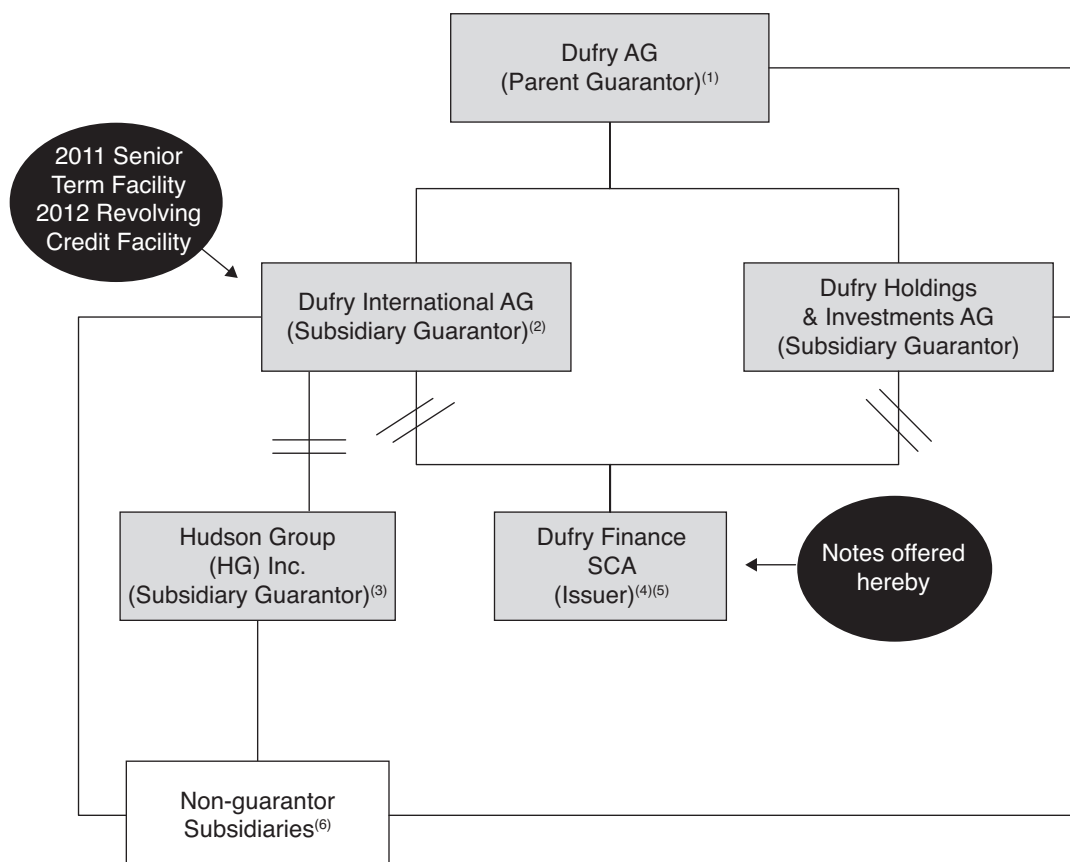 Dufry AG
(Parent Guarantor)(1)
2011 Senior
Term Facility
2012 Revolving
Credit Facility
Dufry International AG
(Subsidiary Guarantor)(2)
Dufry Holdings
& Investments AG
(Subsidiary Guarantor)
Hudson Group
(HG) Inc.
(Subsidiary Guarantor)(3)
Dufry Finance
SCA
(Issuer)(4)(5)
Notes offered
hereby
Non-guarantor
Subsidiaries(6)